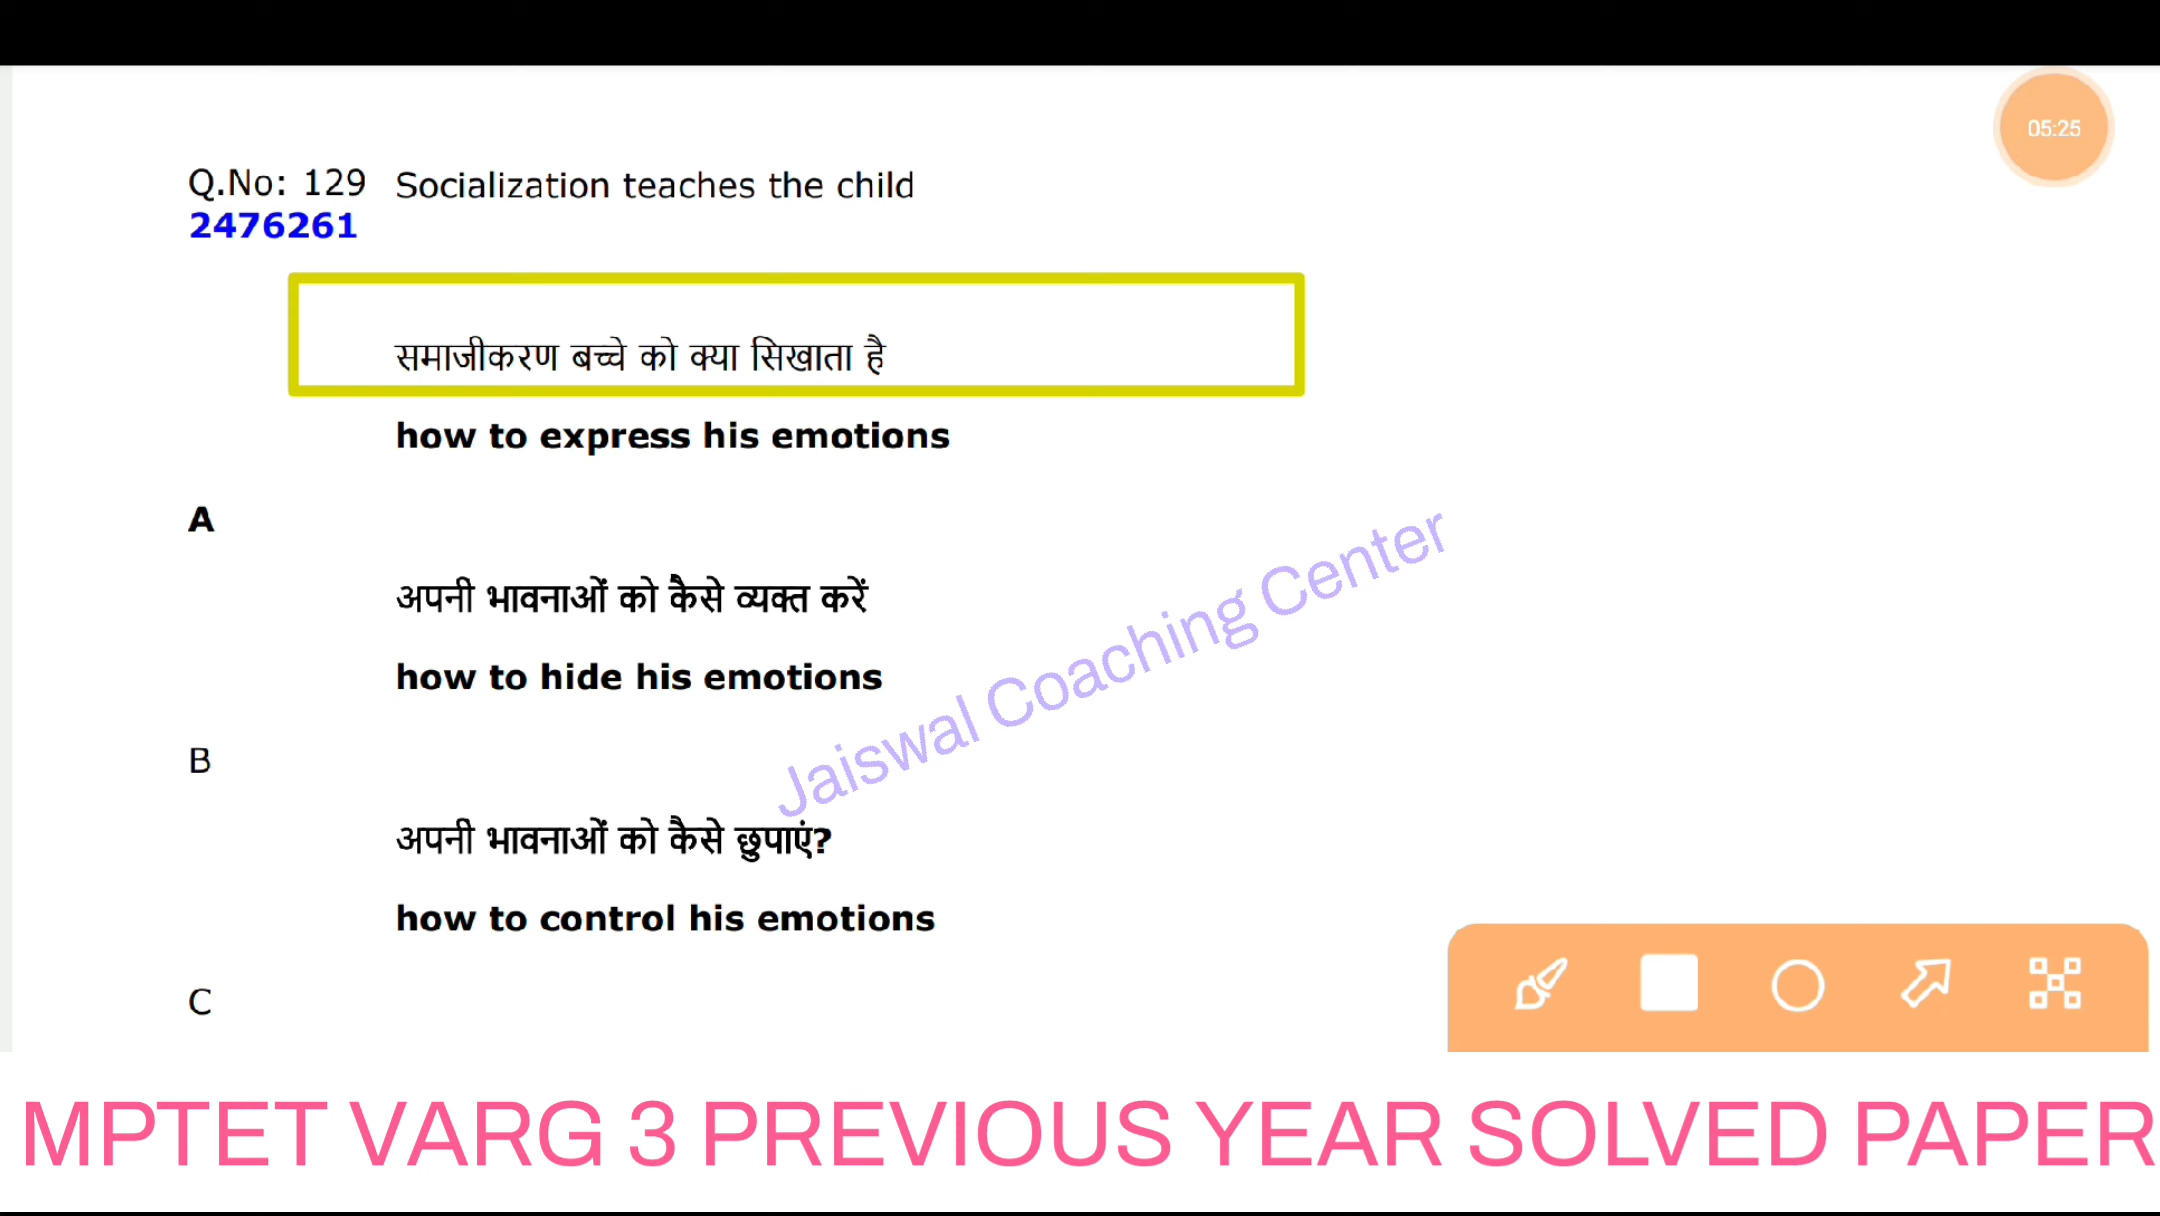 05:25
Q.No: 129 Socialization teaches the child
2476261
समाजीकरण बच्चे को क्या सिखाता है
how to express his emotions
A
अपनी भावनाओं को कैसे व्यक्त करें
how to hide his emotions
B
अपनी भावनाओं को कैसे छुपाएं?
how to control his emotions
C
Jaiswal Coaching Center
MPTET VARG 3 PREVIOUS YEAR SOLVED PAPER